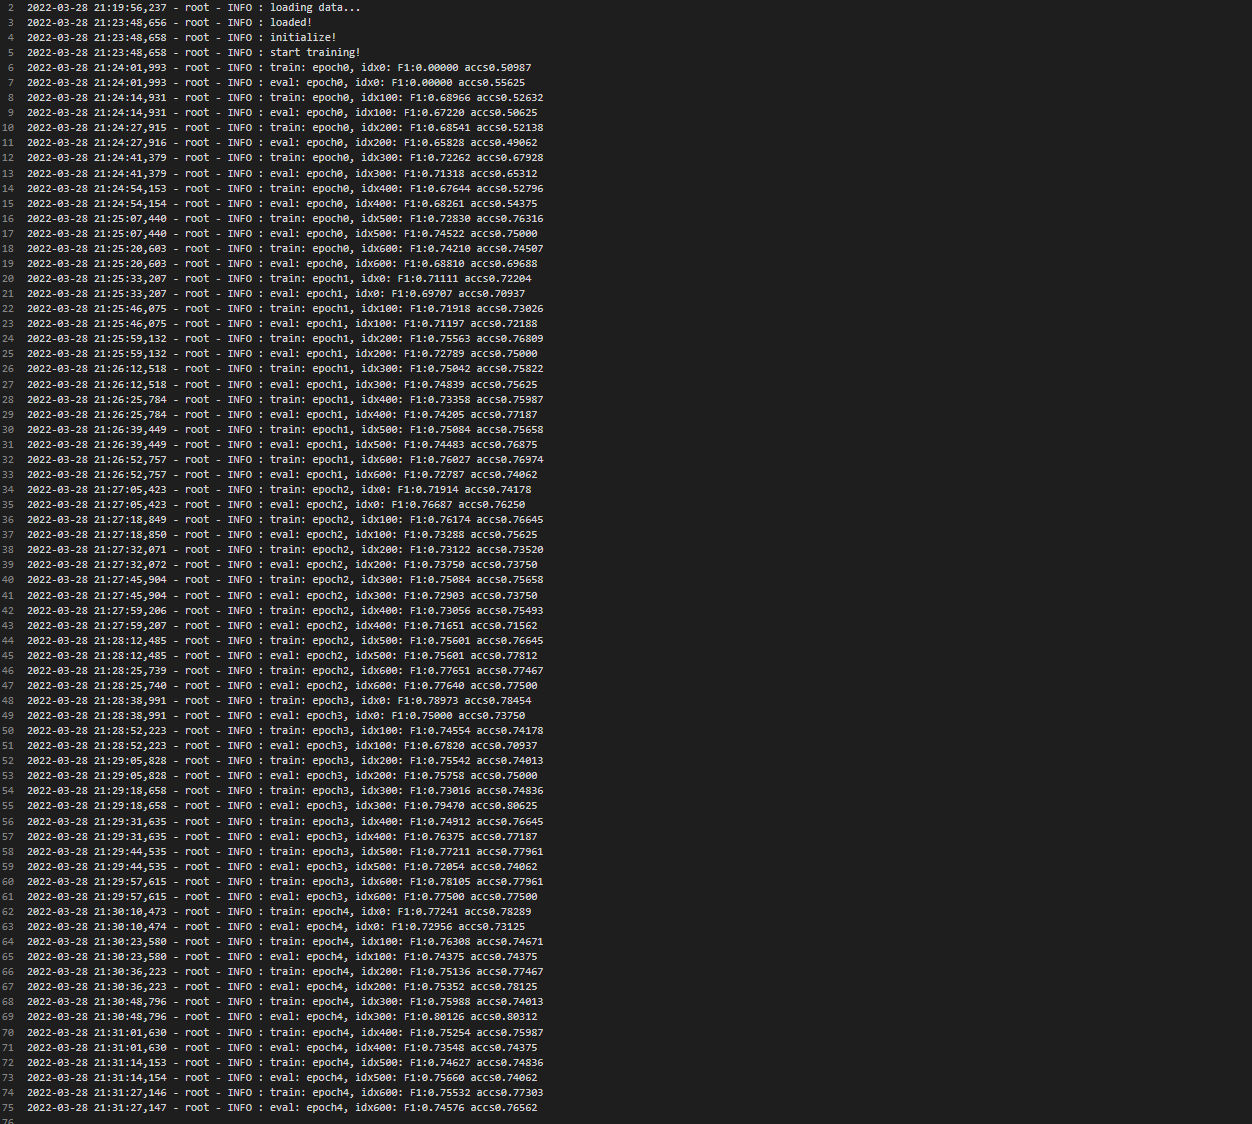 2 2022-03-28 21:19:56,237 - root - INFO : loading data...
3 2022-03-28 21:23:48,656 - root - INFO : loaded!
4 2022-03-28 21:23:48,658 - root - INFO : initialize!
5 2022-03-28 21:23:48,658 - root - INFO : start training!
6 2022-03-28 21:24:01,993 - root - INFO : train: epoch0, idx0: F1:0.00000 accs0.50987
7 2022-03-28 21:24:01,993 - root - INFO : eval: epoch0, idx0: F1:0.00000 accs0.55625
8 2022-03-28 21:24:14,931 - root - INFO : train: epoch0, idx100: F1:0.68966 accs0.52632
9 2022-03-28 21:24:14,931 - root - INFO : eval: epoch0, idx100: F1:0.67220 accs0.50625
10 2022-03-28 21:24:27,915 - root - INFO : train: epoch0, idx200: F1:0.68541 accs0.52138
11 2022-03-28 21:24:27,916 - root - INFO : eval: epoch0, idx200: F1:0.65828 accs0.49062
12 2022-03-28 21:24:41,379 - root - INFO : train: epoch0, idx300: F1:0.72262 accs0.67928
13 2022-03-28 21:24:41,379 - root - INFO : eval: epoch0, idx300: F1:0.71318 accs0.65312
14 2022-03-28 21:24:54,153 - root - INFO : train: epoch0, idx400: F1:0.67644 accs0.52796
15 2022-03-28 21:24:54,154 - root - INFO : eval: epoch0, idx400: F1:0.68261 accs0.54375
16 2022-03-28 21:25:07,440 - root - INFO : train: epoch0, idx500: F1:0.72830 accs0.76316
17 2022-03-28 21:25:07,440 - root - INFO : eval: epoch0, idx500: F1:0.74522 accs0.75000
18 2022-03-28 21:25:20,603 - root - INFO : train: epoch0, idx600: F1:0.74210 accs0.74507
19 2022-03-28 21:25:20,603 - root - INFO : eval: epoch0, idx600: F1:0.68810 accs0.69688
20 2022-03-28 21:25:33,207 - root - INFO : train: epoch1, idx0: F1:0.71111 accs0.72204
21 2022-03-28 21:25:33,207 - root - INFO : eval: epoch1, idx0: F1:0.69707 accs0.70937
22 2022-03-28 21:25:46,075 - root - INFO : train: epoch1, idx100: F1:0.71918 accs0.73026
23 2022-03-28 21:25:46,075 - root - INFO : eval: epoch1, idx100: F1:0.71197 accs0.72188
24 2022-03-28 21:25:59,132 - root - INFO : train: epoch1, idx200: F1:0.75563 accs0.76809
25 2022-03-28 21:25:59,132 - root - INFO : eval: epoch1, idx200: F1:0.72789 accs0.75000
26 2022-03-28 21:26:12,518 - root - INFO : train: epoch1, idx300: F1:0.75042 accs0.75822
27 2022-03-28 21:26:12,518 - root - INFO : eval: epoch1, idx300: F1:0.74839 accs0.75625
28 2022-03-28 21:26:25,784 - root - INFO : train: epoch1, idx400: F1:0.73358 accs0.75987
29 2022-03-28 21:26:25,784 - root - INFO : eval: epoch1, idx400: F1:0.74205 accs0.77187
30 2022-03-28 21:26:39,449 - root - INFO : train: epoch1, idx500: F1:0.75084 accs0.75658
31 2022-03-28 21:26:39,449 - root - INFO : eval: epoch1, idx500: F1:0.74483 accs0.76875
32 2022-03-28 21:26:52,757 - root - INFO : train: epoch1, idx600: F1:0.76027 accs0.76974
33 2022-03-28 21:26:52,757 - root - INFO : eval: epoch1, idx600: F1:0.72787 accs0.74062
34 2022-03-28 21:27:05,423 - root - INFO : train: epoch2, idx0: F1:0.71914 accs0.74178
35 2022-03-28 21:27:05,423 - root - INFO : eval: epoch2, idx0: F1:0.76687 accs0.76250
36 2022-03-28 21:27:18,849 - root - INFO : train: epoch2, idx100: F1:0.76174 accs0.76645
37 2022-03-28 21:27:18,850 - root - INFO : eval: epoch2, idx100: F1:0.73288 accs0.75625
38 2022-03-28 21:27:32,071 - root - INFO : train: epoch2, idx200: F1:0.73122 accs0.73520
39 2022-03-28 21:27:32,072 - root - INFO : eval: epoch2, idx200: F1:0.73750 accs0.73750
40 2022-03-28 21:27:45,904 - root - INFO : train: epoch2, idx300: F1:0.75084 accs0.75658
41 2022-03-28 21:27:45,904 - root - INFO : eval: epoch2, idx300: F1:0.72903 accs0.73750
42 2022-03-28 21:27:59,206 - root - INFO : train: epoch2, idx400: F1:0.73056 accs0.75493
43 2022-03-28 21:27:59,207 - root - INFO : eval: epoch2, idx400: F1:0.71651 accs0.71562
44 2022-03-28 21:28:12,485 - root - INFO : train: epoch2, idx500: F1:0.75601 accs0.76645
45 2022-03-28 21:28:12,485 - root - INFO : eval: epoch2, idx500: F1:0.75601 accs0.77812
46 2022-03-28 21:28:25,739 - root - INFO : train: epoch2, idx600: F1:0.77651 accs0.77467
47 2022-03-28 21:28:25,740 - root - INFO : eval: epoch2, idx600: F1:0.77640 accs0.77500
48 2022-03-28 21:28:38,991 - root - INFO : train: epoch3, idx0: F1:0.78973 accs0.78454
49 2022-03-28 21:28:38,991 - root - INFO : eval: epoch3, idx0: F1:0.75000 accs0.73750
50 2022-03-28 21:28:52,223 - root - INFO : train: epoch3, idx100: F1:0.74554 accs0.74178
51 2022-03-28 21:28:52,223 - root - INFO : eval: epoch3, idx100: F1:0.67820 accs0.70937
52 2022-03-28 21:29:05,828 - root - INFO : train: epoch3, idx200: F1:0.75542 accs0.74013
53 2022-03-28 21:29:05,828 - root - INFO : eval: epoch3, idx200: F1:0.75758 accs0.75000
54 2022-03-28 21:29:18,658 - root - INFO : train: epoch3, idx300: F1:0.73016 accs0.74836
55 2022-03-28 21:29:18,658 - root - INFO : eval: epoch3, idx300: F1:0.79470 accs0.80625
56 2022-03-28 21:29:31,635 - root - INFO : train: epoch3, idx400: F1:0.74912 accs0.76645
57 2022-03-28 21:29:31,635 - root - INFO : eval: epoch3, idx400: F1:0.76375 accs0.77187
58 2022-03-28 21:29:44,535 - root - INFO : train: epoch3, idx500: F1:0.77211 accs0.77961
59 2022-03-28 21:29:44,535 - root - INFO : eval: epoch3, idx500: F1:0.72054 accs0.74062
60 2022-03-28 21:29:57,615 - root - INFO : train: epoch3, idx600: F1:0.78105 accs0.77961
61 2022-03-28 21:29:57,615 - root - INFO : eval: epoch3, idx600: F1:0.77500 accs0.77500
62 2022-03-28 21:30:10,473 - root - INFO : train: epoch4, idx0: F1:0.77241 accs0.78289
63 2022-03-28 21:30:10,474 - root - INFO : eval: epoch4, idx0: F1:0.72956 accs0.73125
64 2022-03-28 21:30:23,580 - root - INFO : train: epoch4, idx100: F1:0.76308 accs0.74671
65 2022-03-28 21:30:23,580 - root - INFO : eval: epoch4, idx100: F1:0.74375 accs0.74375
66 2022-03-28 21:30:36,223 - root - INFO : train: epoch4, idx200: F1:0.75136 accs0.77467
67 2022-03-28 21:30:36,223 - root - INFO : eval: epoch4, idx200: F1:0.75352 accs0.78125
68 2022-03-28 21:30:48,796 - root - INFO : train: epoch4, idx300: F1:0.75988 accs0.74013
69 2022-03-28 21:30:48,796 - root - INFO : eval: epoch4, idx300: F1:0.80126 accs0.80312
70 2022-03-28 21:31:01,630 - root - INFO : train: epoch4, idx400: F1:0.75254 accs0.75987
71 2022-03-28 21:31:01,630 - root - INFO : eval: epoch4, idx400: F1:0.73548 accs0.74375
72 2022-03-28 21:31:14,153 - root - INFO : train: epoch4, idx500: F1:0.74627 accs0.74836
73 2022-03-28 21:31:14,154 - root - INFO : eval: epoch4, idx500: F1:0.75660 accs0.74062
74 2022-03-28 21:31:27,146 - root - INFO : train: epoch4, idx600: F1:0.75532 accs0.77303
75 2022-03-28 21:31:27,147 - root - INFO : eval: epoch4, idx600: F1:0.74576 accs0.76562
76